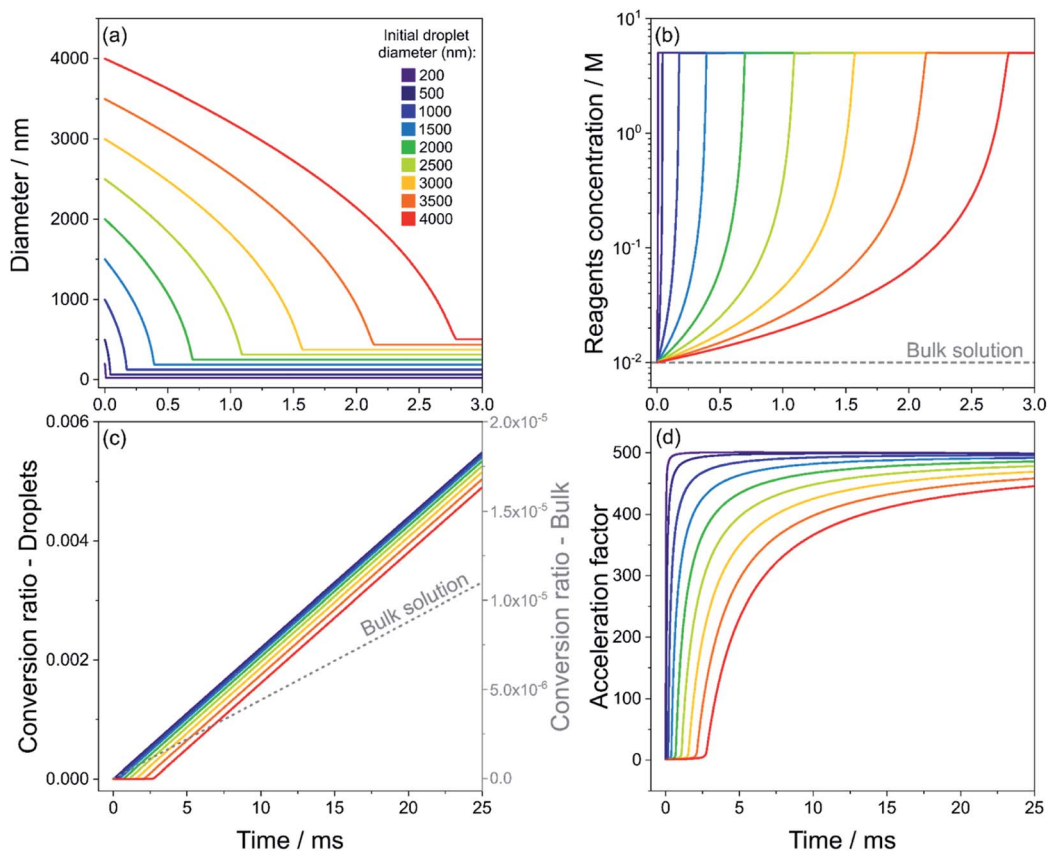 (a)
Initial droplet
diameter (nm):
200
500
1000
1500
2000
2500
3000
3500
4000
Diameter / nm
4000
3000
2000
1000
0
0.0 0.5 1.0 1.5 2.0 2.5 3.0
(b)
Reagents concentration / M
10^1
10^0
10^-1
10^-2
Bulk solution
0.0 0.5 1.0 1.5 2.0 2.5 3.0
(c)
Conversion ratio - Droplets
0.006
0.004
0.002
0.000
Bulk solution
2.0x10^-5
1.5x10^-5
1.0x10^-5
5.0x10^-6
0.0
Conversion ratio - Bulk
0 5 10 15 20 25
Time / ms
(d)
Acceleration factor
500
400
300
200
100
0
0 5 10 15 20 25
Time / ms